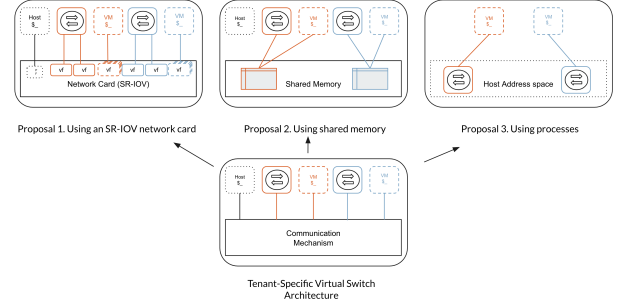 Host
$_
VM
$_
VM
$_
vf
vf
vf
vf
vf
vf
Network Card (SR-IOV)
Proposal 1. Using an SR-IOV network card
Host
$_
VM
$_
VM
$_
Shared Memory
Proposal 2. Using shared memory
VM
$_
VM
$_
Host Address space
Proposal 3. Using processes
Host
$_
VM
$_
VM
$_
Communication
Mechanism
Tenant-Specific Virtual Switch
Architecture